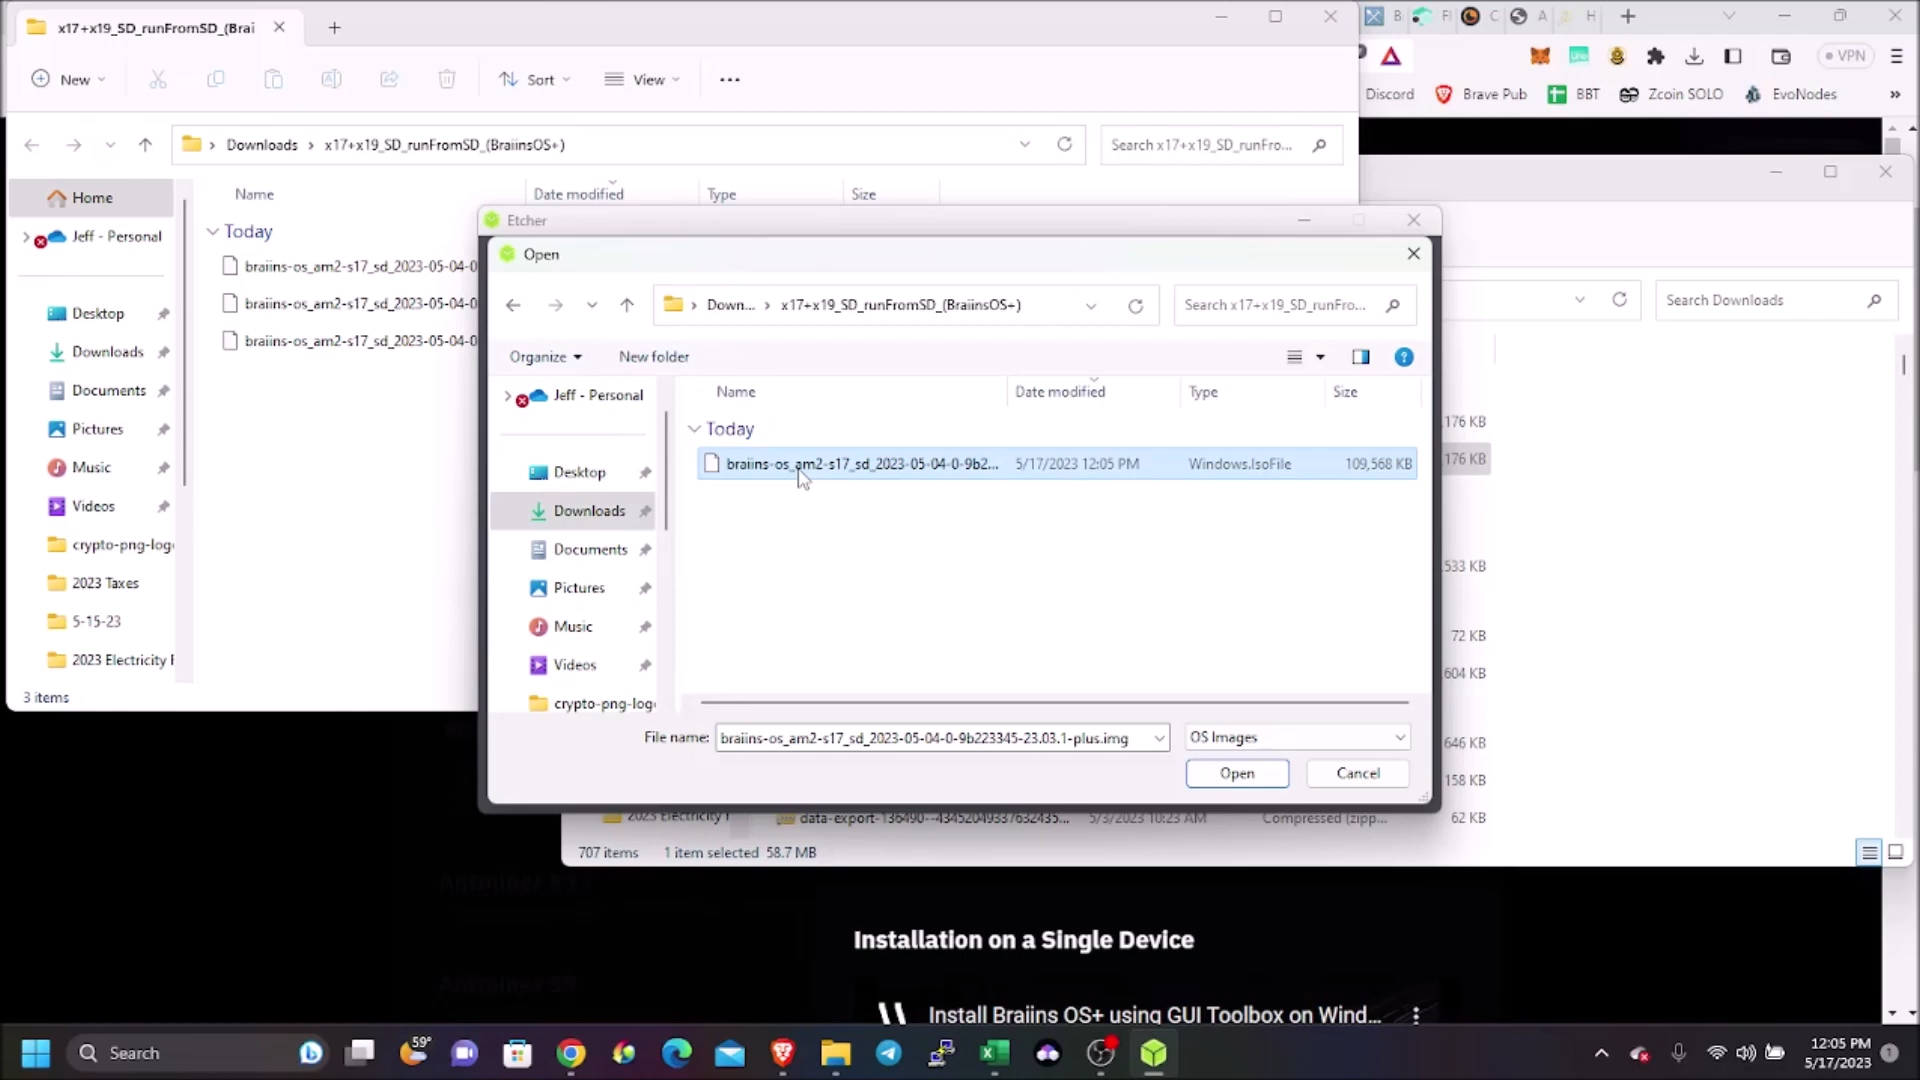 x17+x19_SD_runFromSD_(Brai
New
Sort
View
Downloads > x17+x19_SD_runFromSD_(BraiinsOS+)
Search x17+x19_SD_runFro...
Name
Date modified
Type
Size
Home
Jeff - Personal
Desktop
Downloads
Documents
Pictures
Music
Videos
crypto-png-log
2023 Taxes
5-15-23
2023 Electricity F
3 items
Today
braiins-os_am2-s17_sd_2023-05-04-0
braiins-os_am2-s17_sd_2023-05-04-0
braiins-os_am2-s17_sd_2023-05-04-0
B
Fl
C
A
H
VPN
Discord
Brave Pub
BBT
Zcoin SOLO
EvoNodes
»
Search Downloads
Etcher
Open
Down... > x17+x19_SD_runFromSD_(BraiinsOS+)
Search x17+x19_SD_runFro...
Organize
New folder
Jeff - Personal
Desktop
Downloads
Documents
Pictures
Music
Videos
crypto-png-log
Name
Date modified
Type
Size
Today
braiins-os_am2-s17_sd_2023-05-04-0-9b2... 5/17/2023 12:05 PM Windows.IsoFile 109,568 KB
File name: braiins-os_am2-s17_sd_2023-05-04-0-9b223345-23.03.1-plus.img
OS Images
Open
Cancel
,176 KB
,176 KB
,533 KB
72 KB
,604 KB
,646 KB
,158 KB
2023 Electricity F
data-export-136490--43452049337632435... 5/3/2023 10:23 AM Compressed (zipp... 62 KB
707 items 1 item selected 58.7 MB
Installation on a Single Device
Install Braiins OS+ using GUI Toolbox on Wind...
Search
59°
12:05 PM
5/17/2023
1